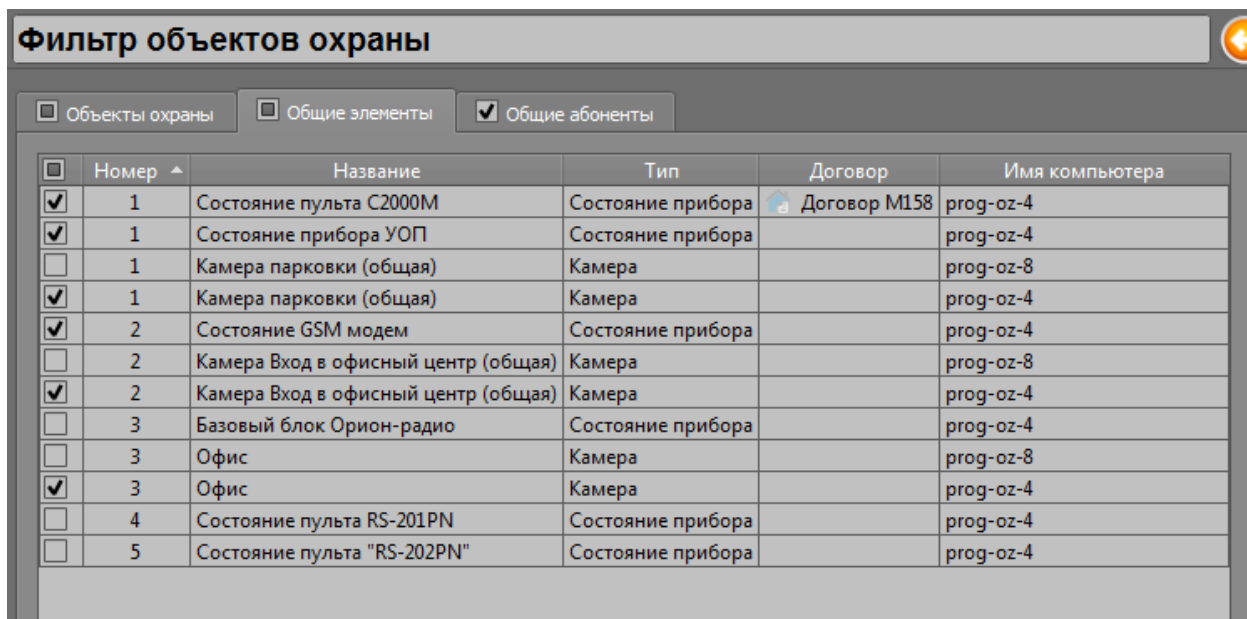 Фильтр объектов охраны
Объекты охраны Общие элементы Общие абоненты
Номер Название Тип Договор Имя компьютера
1 Состояние пульта С2000М Состояние прибора Договор М158 prog-oz-4
1 Состояние прибора УОП Состояние прибора prog-oz-4
1 Камера парковки (общая) Камера prog-oz-8
1 Камера парковки (общая) Камера prog-oz-4
2 Состояние GSM модем Состояние прибора prog-oz-4
2 Камера Вход в офисный центр (общая) Камера prog-oz-8
2 Камера Вход в офисный центр (общая) Камера prog-oz-4
3 Базовый блок Орион-радио Состояние прибора prog-oz-4
3 Офис Камера prog-oz-8
3 Офис Камера prog-oz-4
4 Состояние пульта RS-201PN Состояние прибора prog-oz-4
5 Состояние пульта "RS-202PN" Состояние прибора prog-oz-4